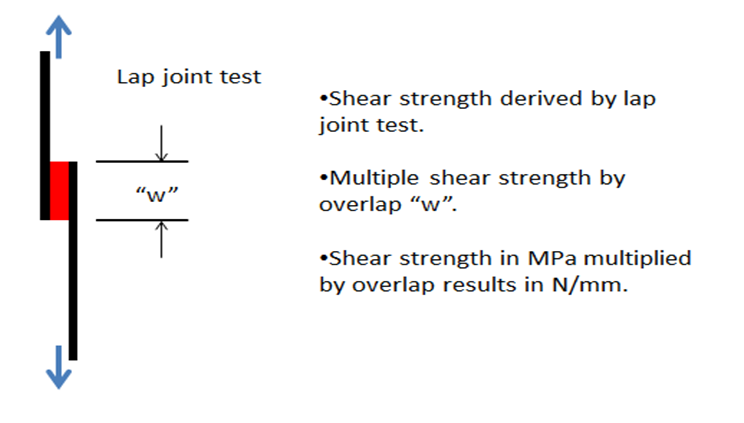 Lap joint test
“w”
•Shear strength derived by lap
joint test.
•Multiple shear strength by
overlap “w”.
•Shear strength in MPa multiplied
by overlap results in N/mm.